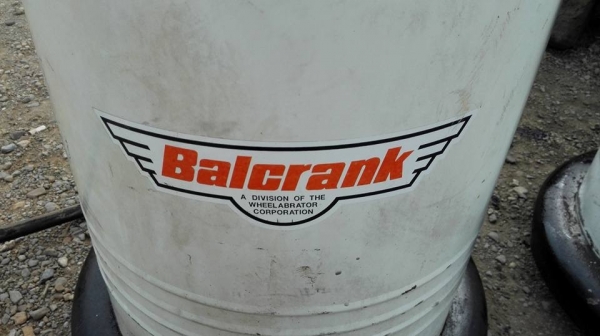 Balcrank
A DIVISION OF THE
WHEELABRATOR
CORPORATION